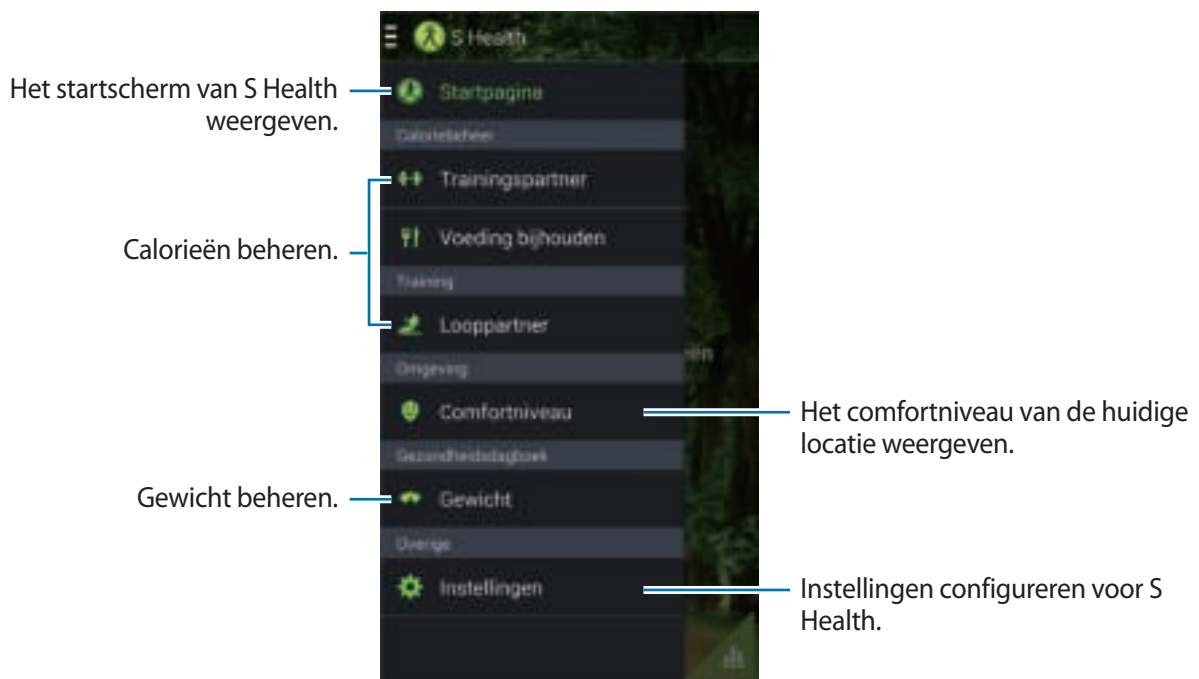 S Health
Het startscherm van S Health
weergeven.
Startpagina
Caloriebeheer
Trainingspartner
Calorieën beheren.
Voeding bijhouden
Training
Looppartner
Omgeving
Comfortniveau
Het comfortniveau van de huidige
locatie weergeven.
Gezondheidsdagboek
Gewicht beheren.
Gewicht
Overige
Instellingen
Instellingen configureren voor S
Health.